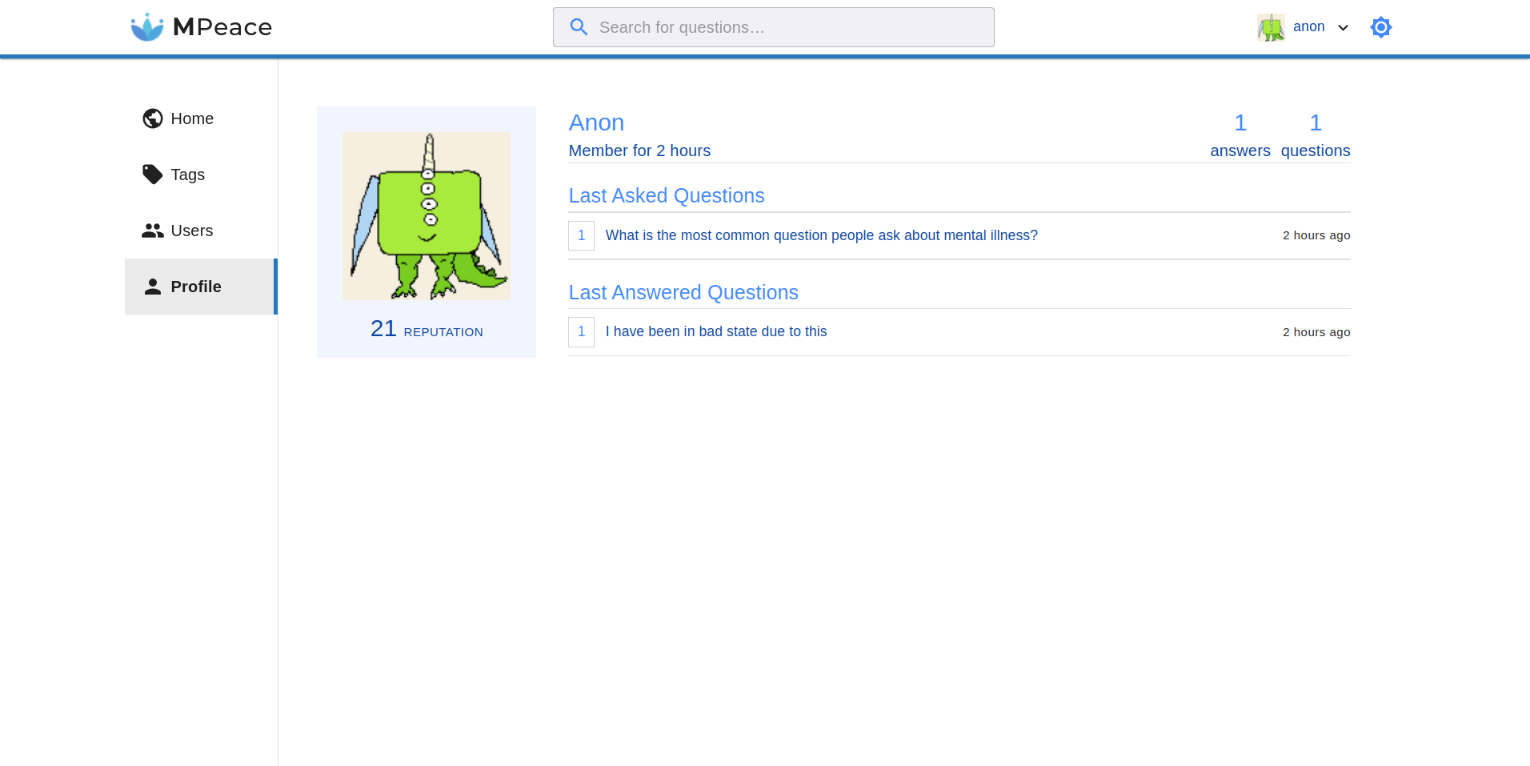 MPeace
Search for questions…
anon
Home
Tags
Users
Profile
21 REPUTATION
Anon
Member for 2 hours
1 answers
1 questions
Last Asked Questions
1 What is the most common question people ask about mental illness? 2 hours ago
Last Answered Questions
1 I have been in bad state due to this 2 hours ago